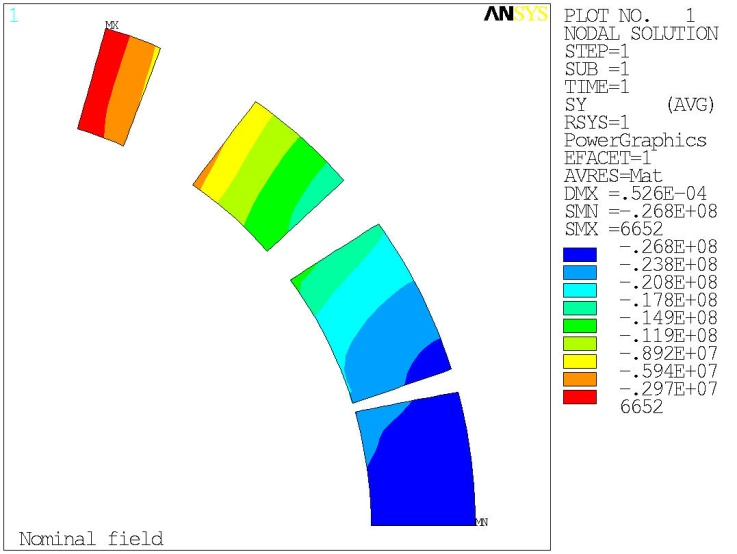 1
MX
ANSYS
PLOT NO. 1
NODAL SOLUTION
STEP=1
SUB =1
TIME=1
SY (AVG)
RSYS=1
PowerGraphics
EFACET=1
AVRES=Mat
DMX =.526E-04
SMN =-.268E+08
SMX =6652
-.268E+08
-.238E+08
-.208E+08
-.178E+08
-.149E+08
-.119E+08
-.892E+07
-.594E+07
-.297E+07
6652
MN
Nominal field